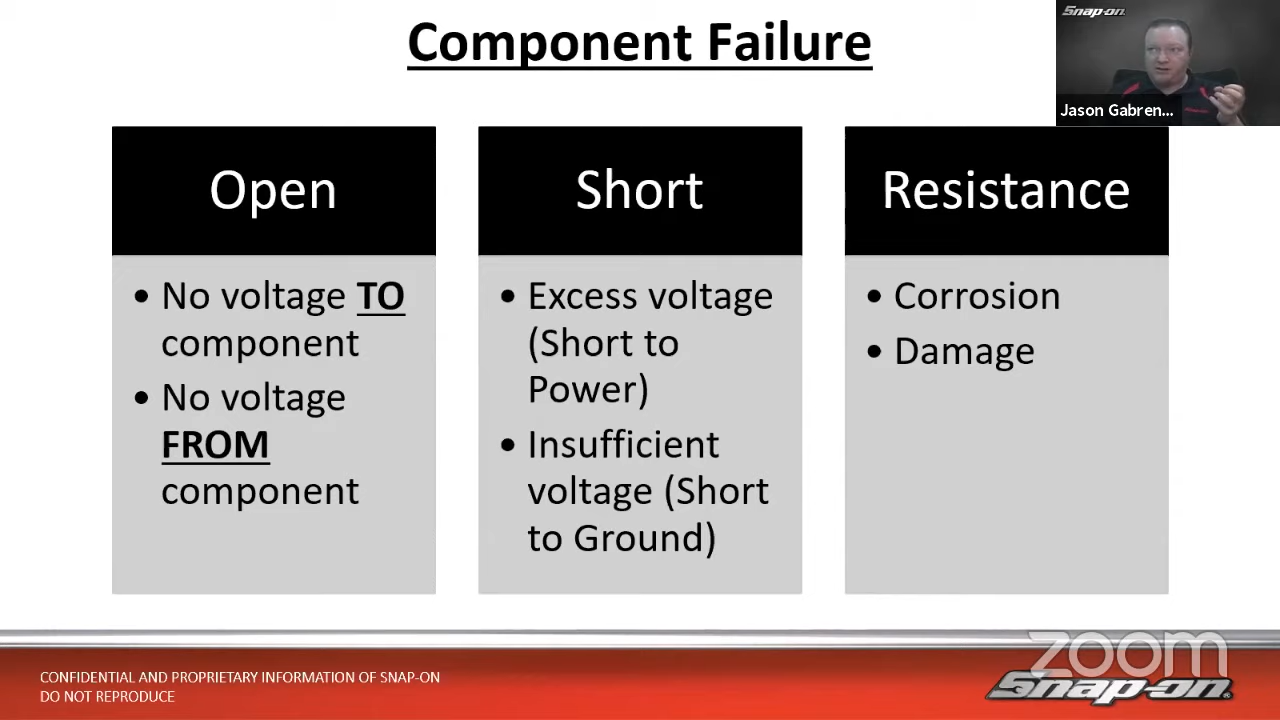 Component Failure
Snap-on
Jason Gabren...
Open
• No voltage TO
component
• No voltage
FROM
component
Short
• Excess voltage
(Short to
Power)
• Insufficient
voltage (Short
to Ground)
Resistance
• Corrosion
• Damage
CONFIDENTIAL AND PROPRIETARY INFORMATION OF SNAP-ON
DO NOT REPRODUCE
zoom
Snap-on